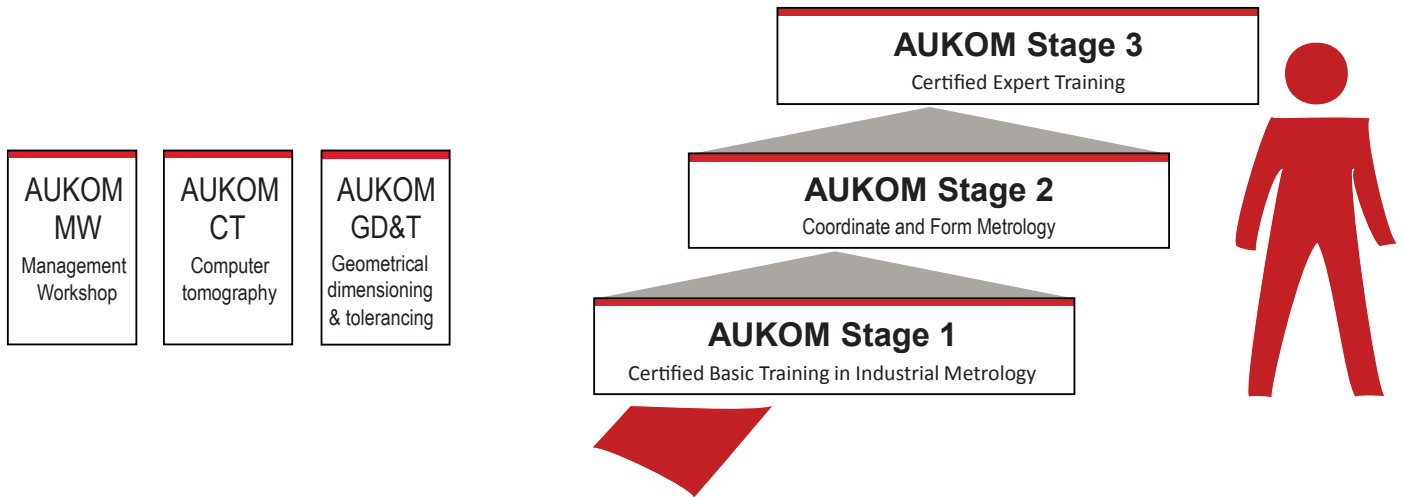 AUKOM Stage 3
Certified Expert Training
AUKOM Stage 2
Coordinate and Form Metrology
AUKOM Stage 1
Certified Basic Training in Industrial Metrology
AUKOM
MW
Management
Workshop
AUKOM
CT
Computer
tomography
AUKOM
GD&T
Geometrical
dimensioning
& tolerancing